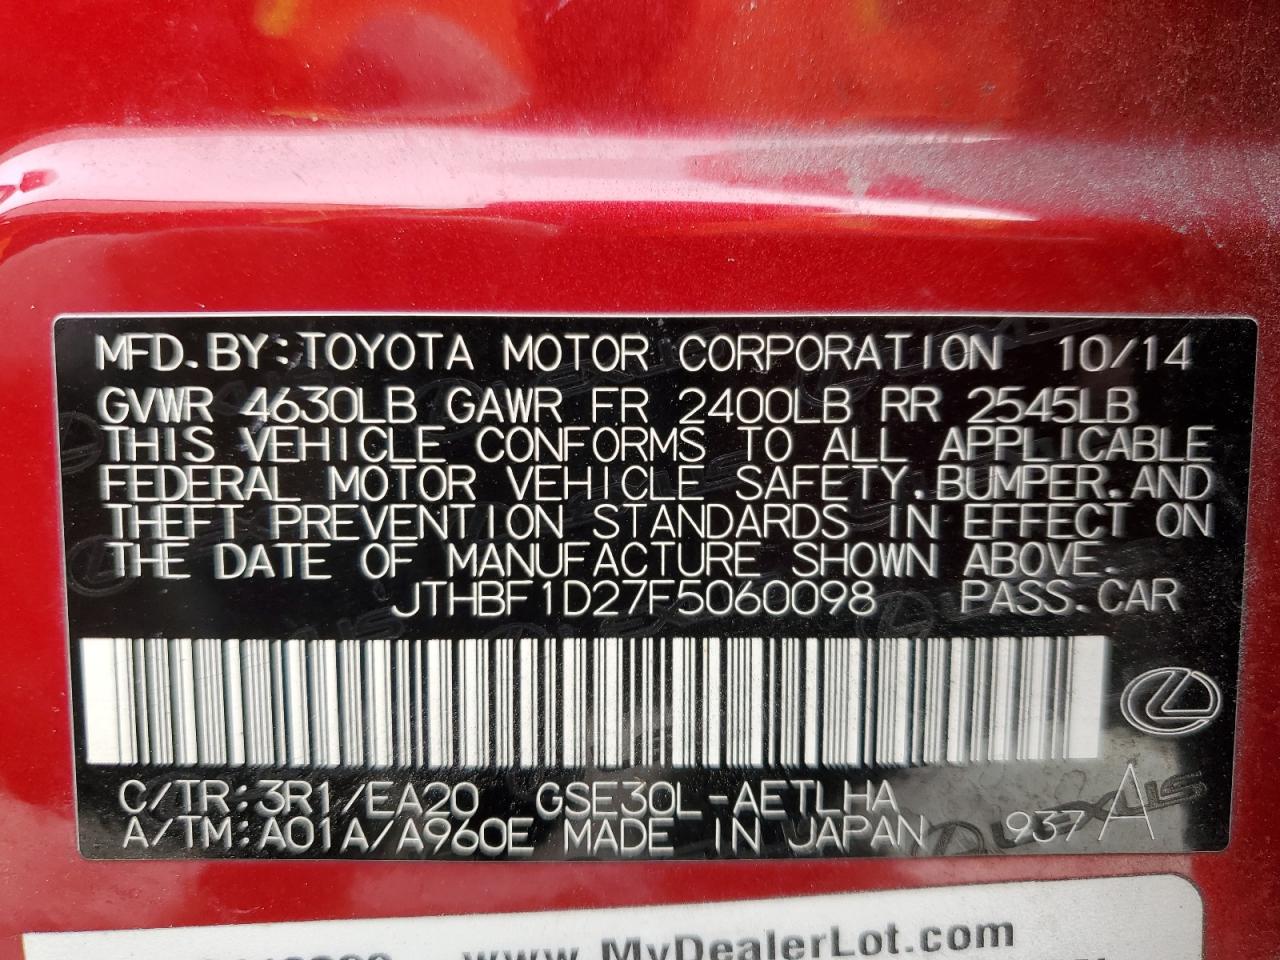 MFD.BY:TOYOTA MOTOR CORPORATION 10/14
GVWR 4630LB GAWR FR 2400LB RR 2545LB
THIS VEHICLE CONFORMS TO ALL APPLICABLE
FEDERAL MOTOR VEHICLE SAFETY.BUMPER.AND
THEFT PREVENTION STANDARDS IN EFFECT ON
THE DATE OF MANUFACTURE SHOWN ABOVE.
JTHBF1D27F5060098 PASS.CAR
C/TR:3R1/EA20 GSE30L-AETLHA
A/TM:A01A/A960E MADE IN JAPAN 937A
LEXUS
www.MyDealerLot.com